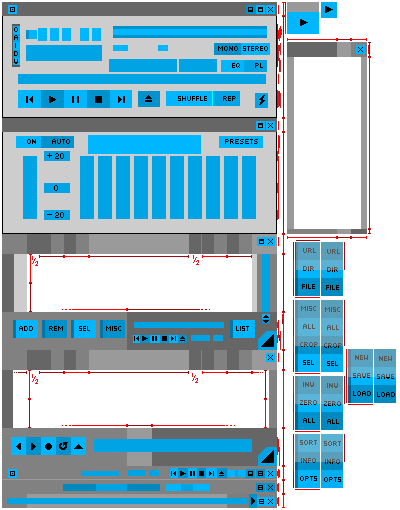 O
A
I
D
V
MONO STEREO
EQ PL
SHUFFLE REP
ON AUTO
PRESETS
+20
0
-20
½ ½
ADD REM SEL MISC LIST
½ ½
URL URL
DIR DIR
FILE FILE
MISC MISC
ALL ALL
CROP CROP
SEL SEL
NEW NEW
SAVE SAVE
LOAD LOAD
INV INV
ZERO ZERO
ALL ALL
SORT SORT
INFO INFO
OPTS OPTS